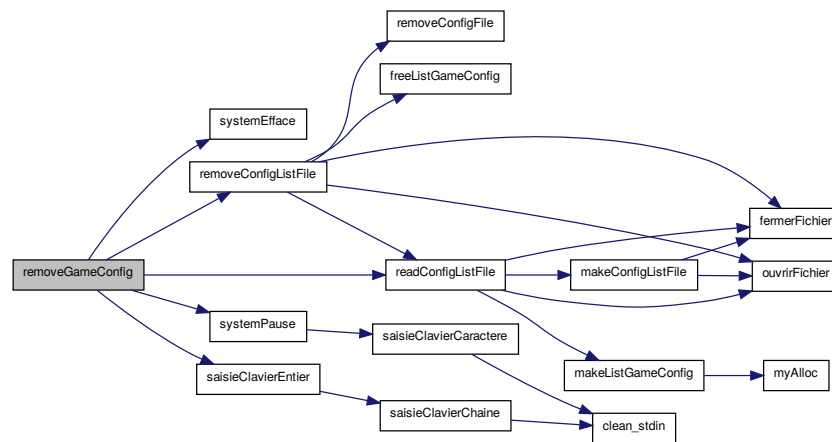 removeConfigFile
freeListGameConfig
systemEfface
removeConfigListFile
fermerFichier
removeGameConfig
readConfigListFile
makeConfigListFile
ouvrirFichier
systemPause
saisieClavierCaractere
saisieClavierEntier
makeListGameConfig
myAlloc
saisieClavierChaine
clean_stdin